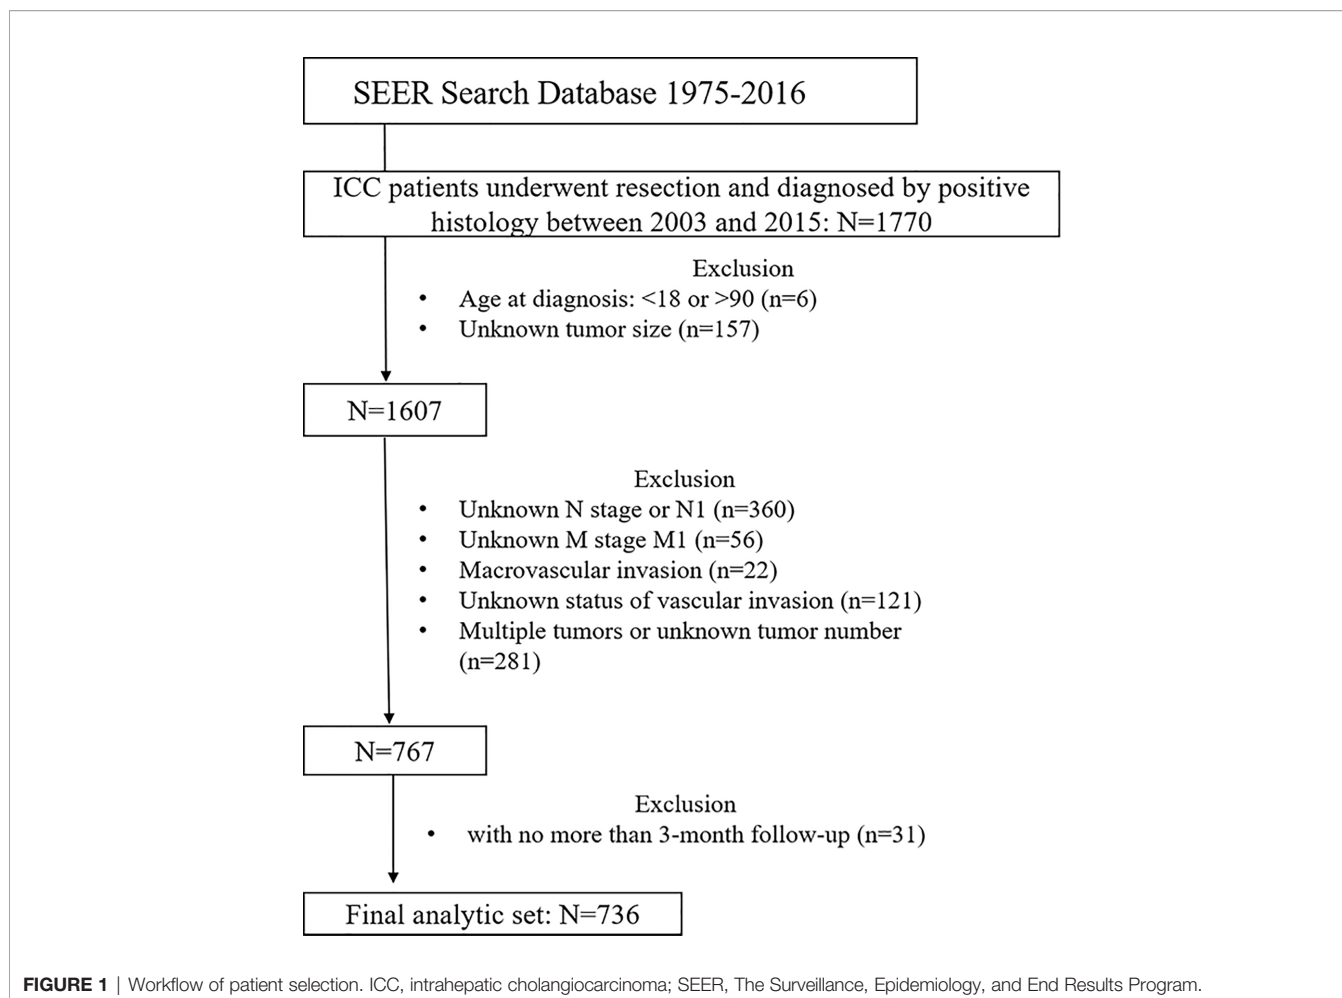 SEER Search Database 1975-2016
ICC patients underwent resection and diagnosed by positive
histology between 2003 and 2015: N=1770
Exclusion
• Age at diagnosis: <18 or >90 (n=6)
• Unknown tumor size (n=157)
N=1607
Exclusion
• Unknown N stage or N1 (n=360)
• Unknown M stage M1 (n=56)
• Macrovascular invasion (n=22)
• Unknown status of vascular invasion (n=121)
• Multiple tumors or unknown tumor number
(n=281)
N=767
Exclusion
• with no more than 3-month follow-up (n=31)
Final analytic set: N=736
FIGURE 1 | Workflow of patient selection. ICC, intrahepatic cholangiocarcinoma; SEER, The Surveillance, Epidemiology, and End Results Program.